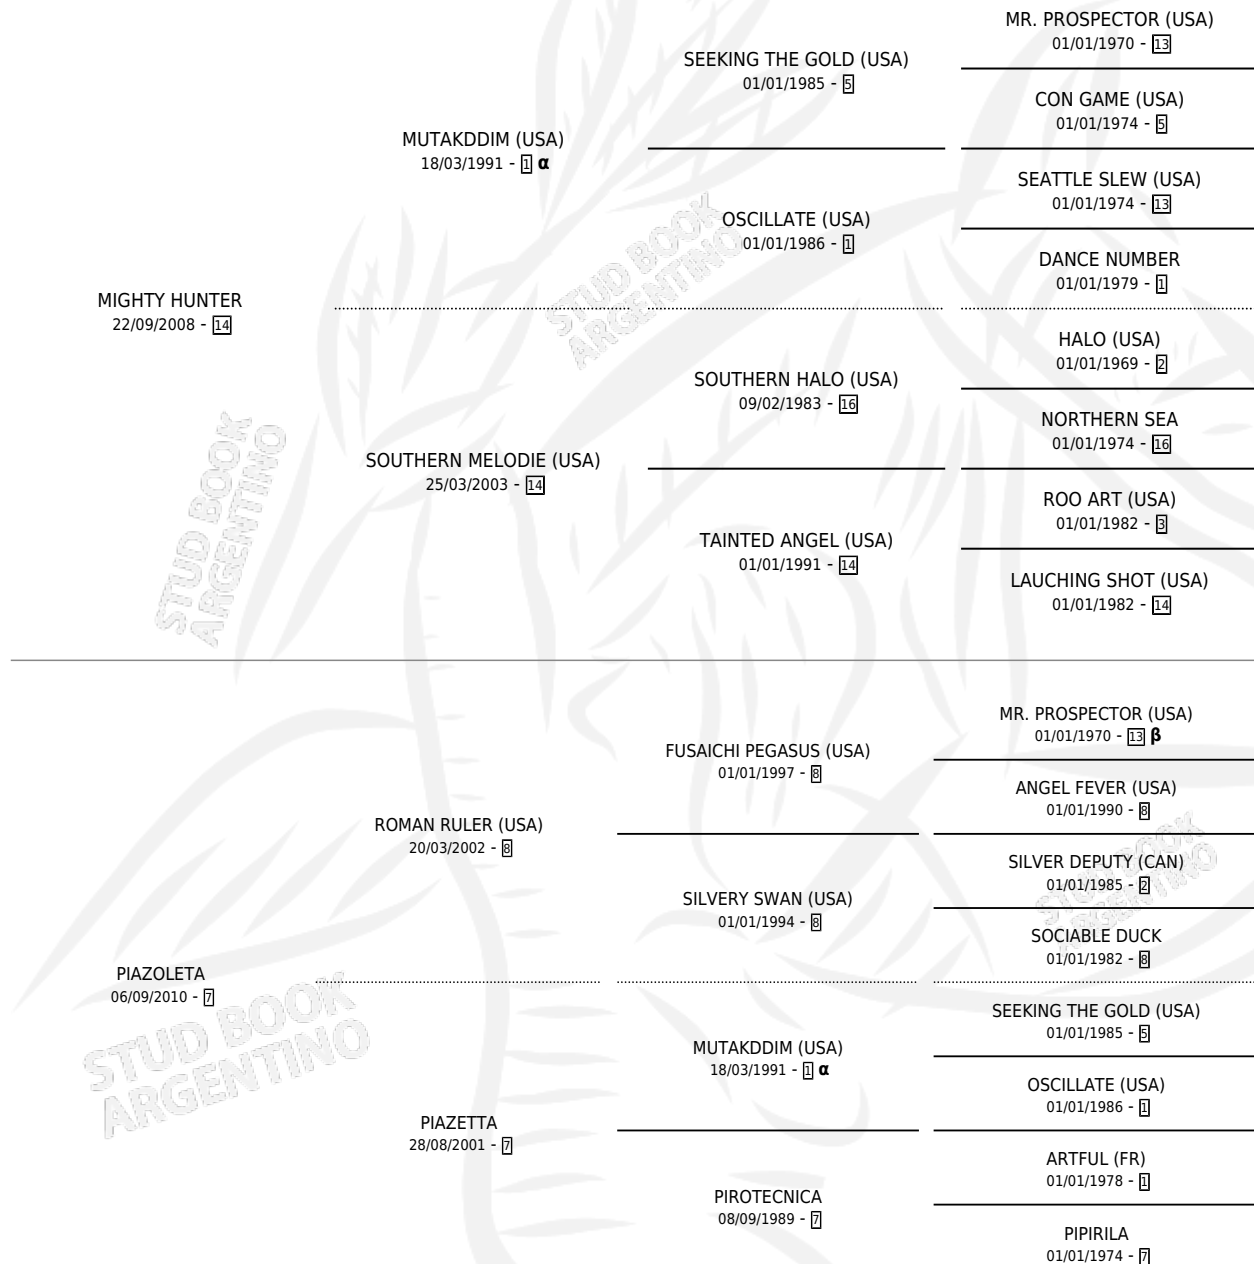 MR. PROSPECTOR (USA)
01/01/1970 - 13
SEEKING THE GOLD (USA)
01/01/1985 - 5
CON GAME (USA)
01/01/1974 - 5
MUTAKDDIM (USA)
18/03/1991 - 1 α
SEATTLE SLEW (USA)
01/01/1974 - 13
OSCILLATE (USA)
01/01/1986 - 1
DANCE NUMBER
01/01/1979 - 1
MIGHTY HUNTER
22/09/2008 - 14
HALO (USA)
01/01/1969 - 2
SOUTHERN HALO (USA)
09/02/1983 - 16
NORTHERN SEA
01/01/1974 - 16
SOUTHERN MELODIE (USA)
25/03/2003 - 14
ROO ART (USA)
01/01/1982 - 3
TAINTED ANGEL (USA)
01/01/1991 - 14
LAUCHING SHOT (USA)
01/01/1982 - 14
STUD BOOK
ARGENTINO
STUD BOOK
ARGENTINO
MR. PROSPECTOR (USA)
01/01/1970 - 13 β
FUSAICHI PEGASUS (USA)
01/01/1997 - 8
ANGEL FEVER (USA)
01/01/1990 - 8
ROMAN RULER (USA)
20/03/2002 - 8
SILVER DEPUTY (CAN)
01/01/1985 - 2
SILVERY SWAN (USA)
01/01/1994 - 8
SOCIABLE DUCK
01/01/1982 - 8
PIAZOLETA
06/09/2010 - 7
SEEKING THE GOLD (USA)
01/01/1985 - 5
MUTAKDDIM (USA)
18/03/1991 - 1 α
OSCILLATE (USA)
01/01/1986 - 1
PIAZETTA
28/08/2001 - 7
ARTFUL (FR)
01/01/1978 - 1
PIROTECNICA
08/09/1989 - 7
PIPIRILA
01/01/1974 - 7
STUD BOOK
ARGENTINO
STUD BOOK
ARGENTINO